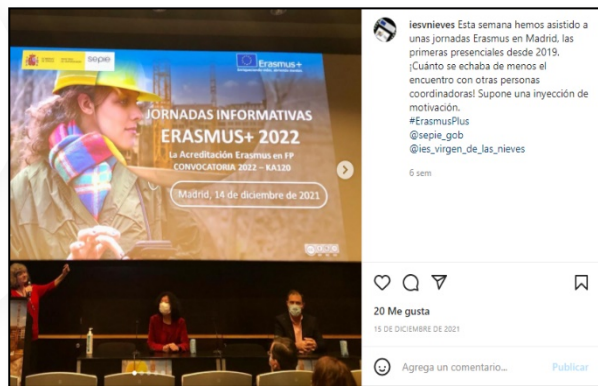 sepie
Erasmus+
JORNADAS INFORMATIVAS
ERASMUS+ 2022
La Acreditación Erasmus en FP
CONVOCATORIA 2022 – KA120
Madrid, 14 de diciembre de 2021
iesvnieves Esta semana hemos asistido a
unas jornadas Erasmus en Madrid, las
primeras presenciales desde 2019.
¡Cuánto se echaba de menos el
encuentro con otras personas
coordinadoras! Supone una inyección de
motivación.
#ErasmusPlus
@sepie_gob
@ies_virgen_de_las_nieves
6 sem
20 Me gusta
15 DE DICIEMBRE DE 2021
Agrega un comentario...
Publicar